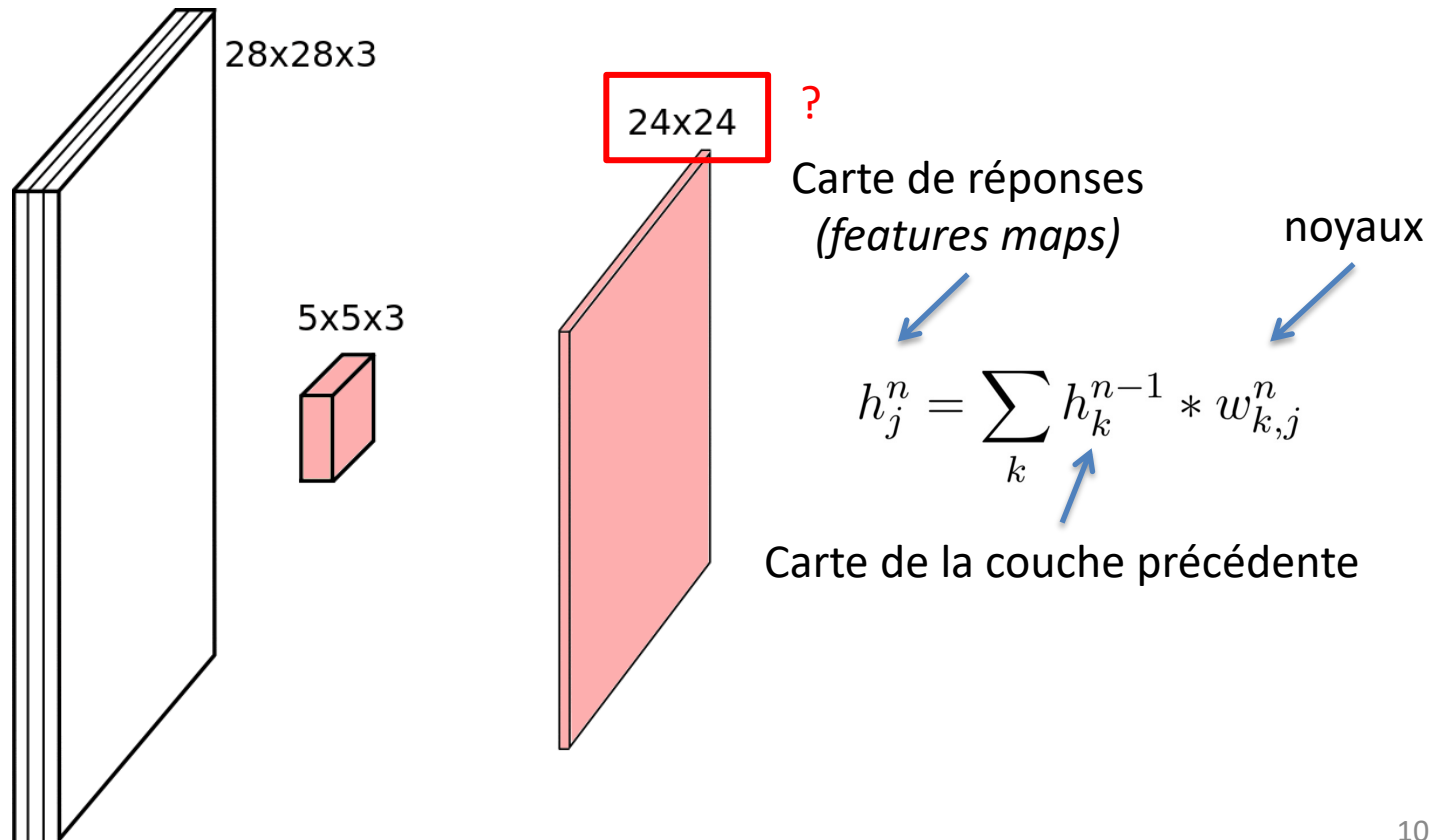 28x28x3
5x5x3
24x24
?
Carte de réponses
(features maps)
noyaux
h_j^n = \sum_k h_k^{n-1} * w_{k,j}^n
Carte de la couche précédente
10